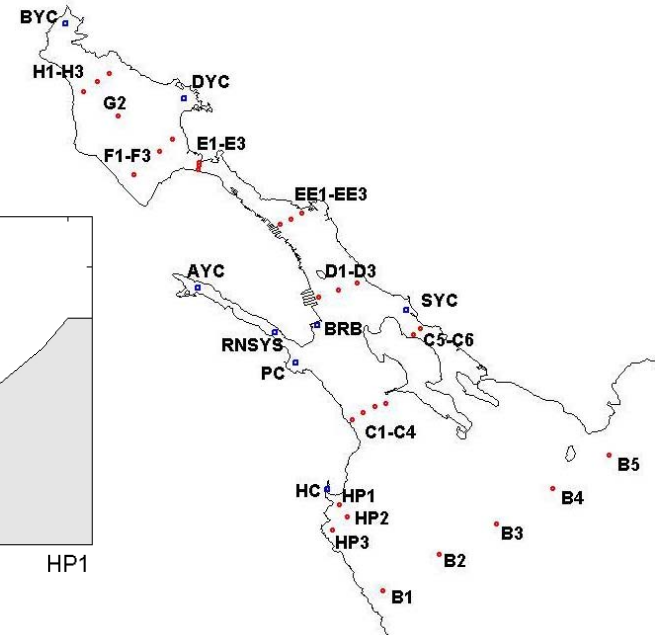 BYC
H1-H3
DYC
G2
E1-E3
F1-F3
EE1-EE3
AYC
D1-D3
SYC
BRB
RNSYS
C5-C6
PC
C1-C4
B5
HC
HP1
B4
HP2
B3
HP3
B2
HP1
B1